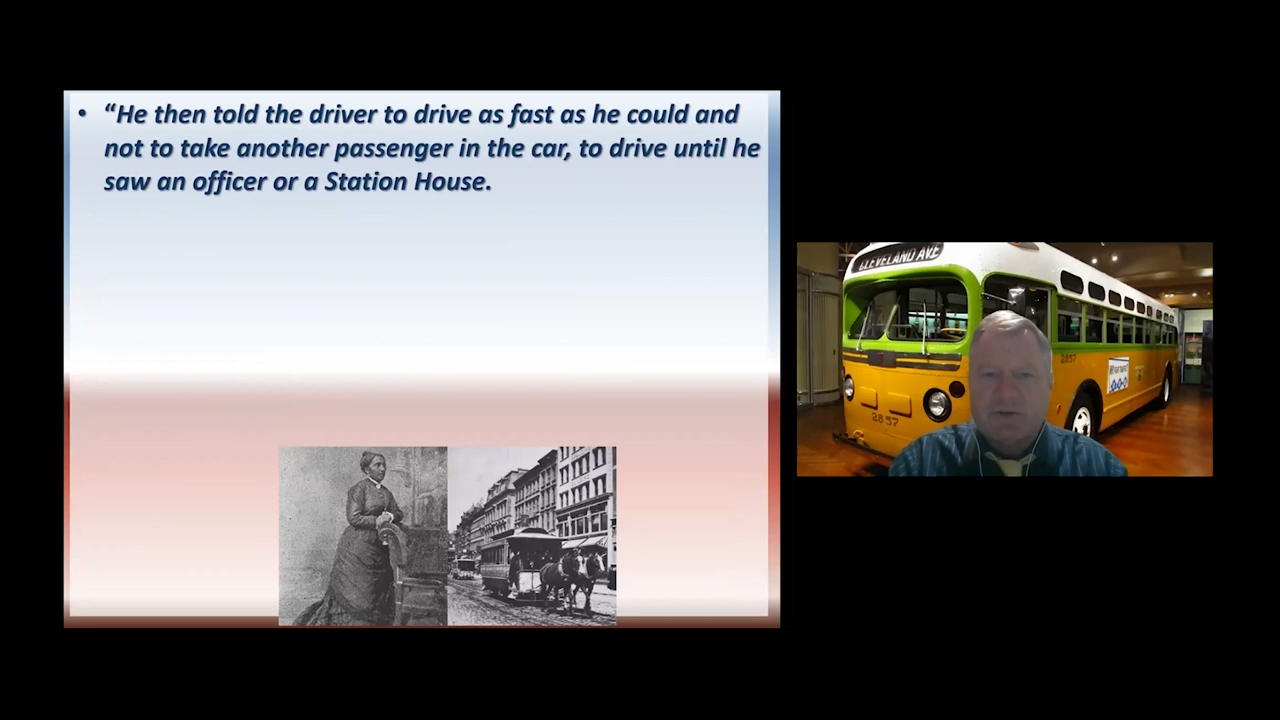 • “He then told the driver to drive as fast as he could and
not to take another passenger in the car, to drive until he
saw an officer or a Station House.
CLEVELAND AVE
2857
2857